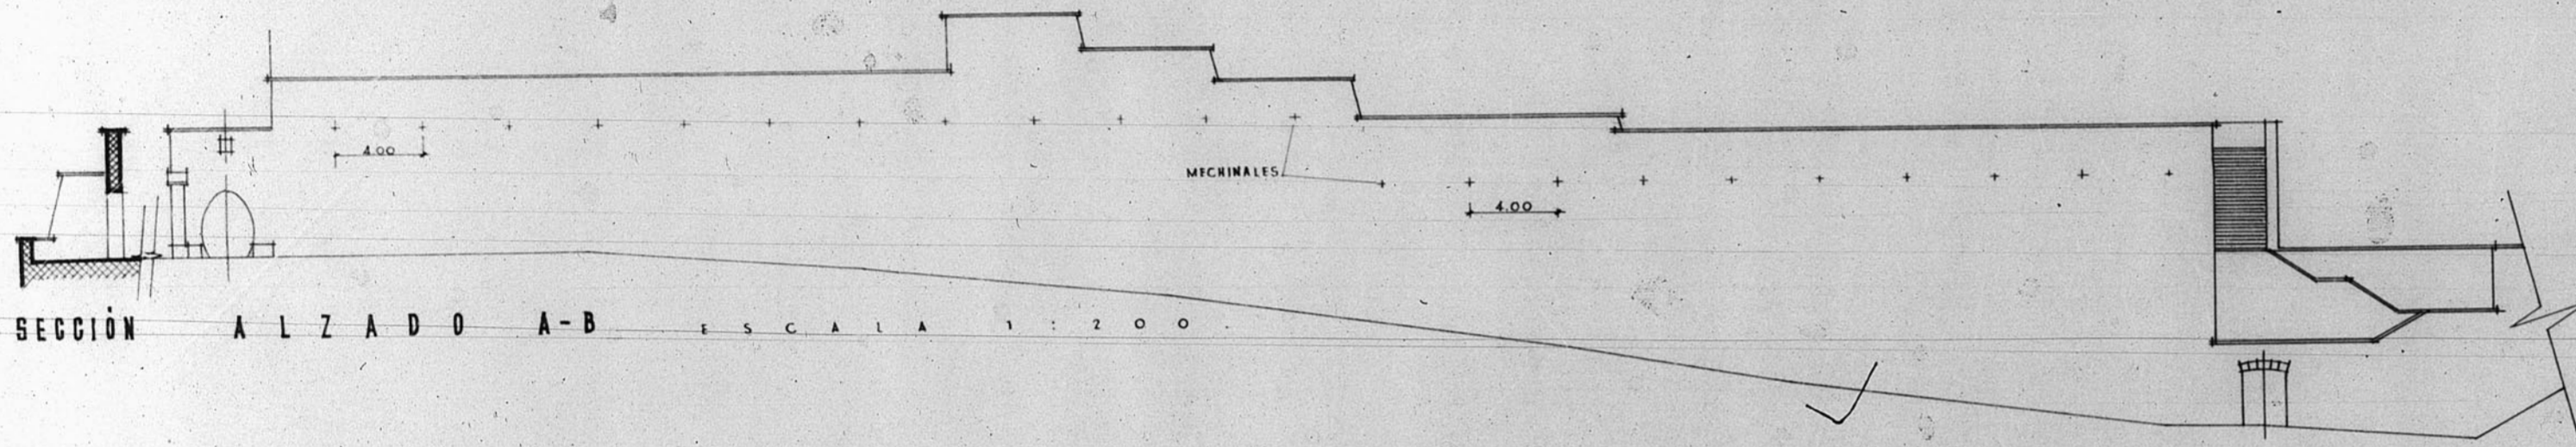 4.00
MECHINALES
4.00
SECCIÓN ALZADO A-B ESCALA 1:200.